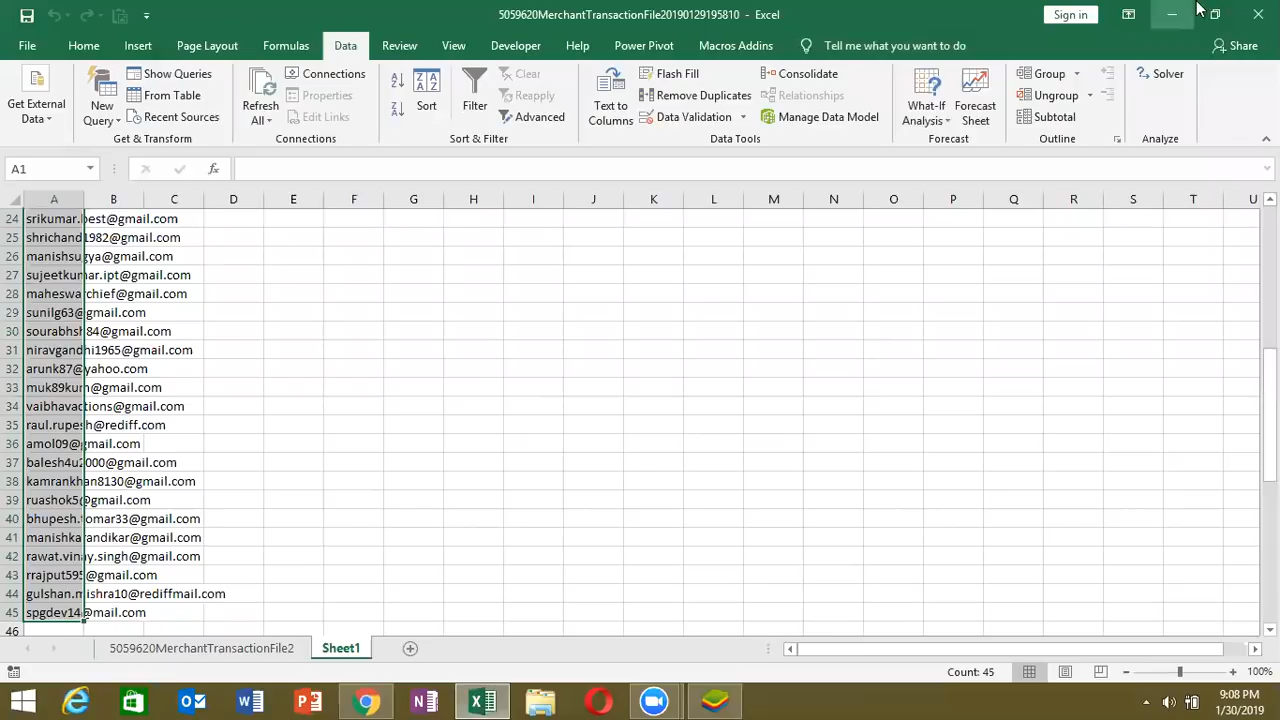 5059620MerchantTransactionFile20190129195810 - Excel
Sign in
File Home Insert Page Layout Formulas Data Review View Developer Help Power Pivot Macros Addins Tell me what you want to do Share
Get External Data
New Query
Show Queries
From Table
Recent Sources
Get & Transform
Refresh All
Connections
Properties
Edit Links
Connections
Sort
Filter
Clear
Reapply
Advanced
Sort & Filter
Text to Columns
Flash Fill
Remove Duplicates
Data Validation
Consolidate
Relationships
Manage Data Model
Data Tools
What-If Analysis
Forecast Sheet
Forecast
Group
Ungroup
Subtotal
Outline
Solver
Analyze
A1
fx
A B C D E F G H I J K L M N O P Q R S T U
24 srikumar.best@gmail.com
25 shrichand1982@gmail.com
26 manishsugya@gmail.com
27 sujeetkumar.ipt@gmail.com
28 maheswarchief@gmail.com
29 sunilg63@gmail.com
30 sourabhsh84@gmail.com
31 niravgandhi1965@gmail.com
32 arunk87@yahoo.com
33 muk89kum@gmail.com
34 vaibhavactions@gmail.com
35 raul.rupesh@rediff.com
36 amol09@gmail.com
37 balesh4u2000@gmail.com
38 kamrankhan8130@gmail.com
39 ruashok5@gmail.com
40 bhupesh.tomar33@gmail.com
41 manishkarandikar@gmail.com
42 rawat.vinay.singh@gmail.com
43 rrajput595@gmail.com
44 gulshan.mishra10@rediffmail.com
45 spgdev14@mail.com
46
5059620MerchantTransactionFile2 Sheet1
Count: 45
100%
9:08 PM
1/30/2019